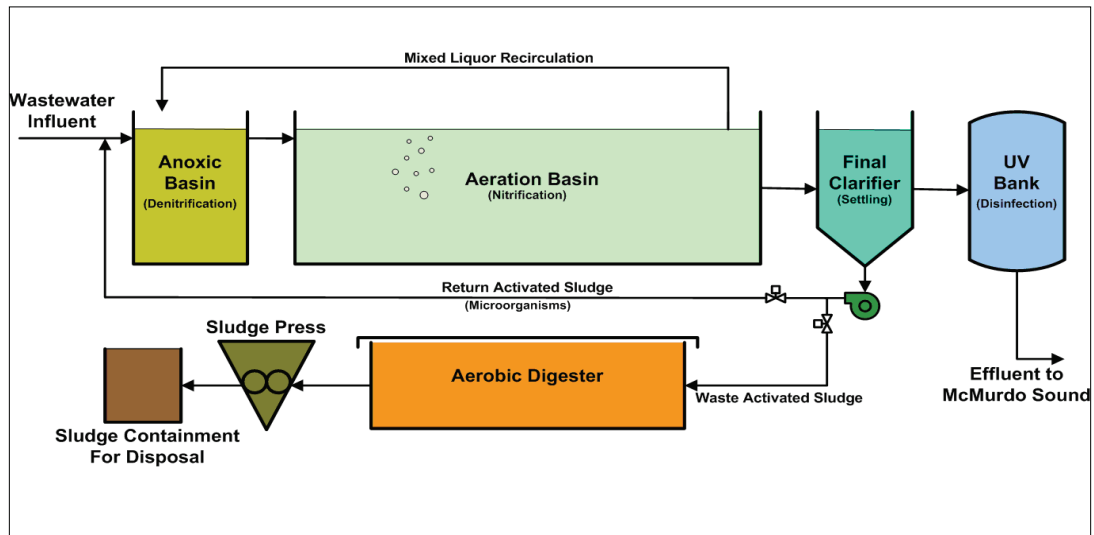 Mixed Liquor Recirculation
Wastewater
Influent
Anoxic
Basin
(Denitrification)
Aeration Basin
(Nitrification)
Final
Clarifier
(Settling)
UV
Bank
(Disinfection)
Return Activated Sludge
(Microorganisms)
Sludge Press
Aerobic Digester
Waste Activated Sludge
Effluent to
McMurdo Sound
Sludge Containment
For Disposal